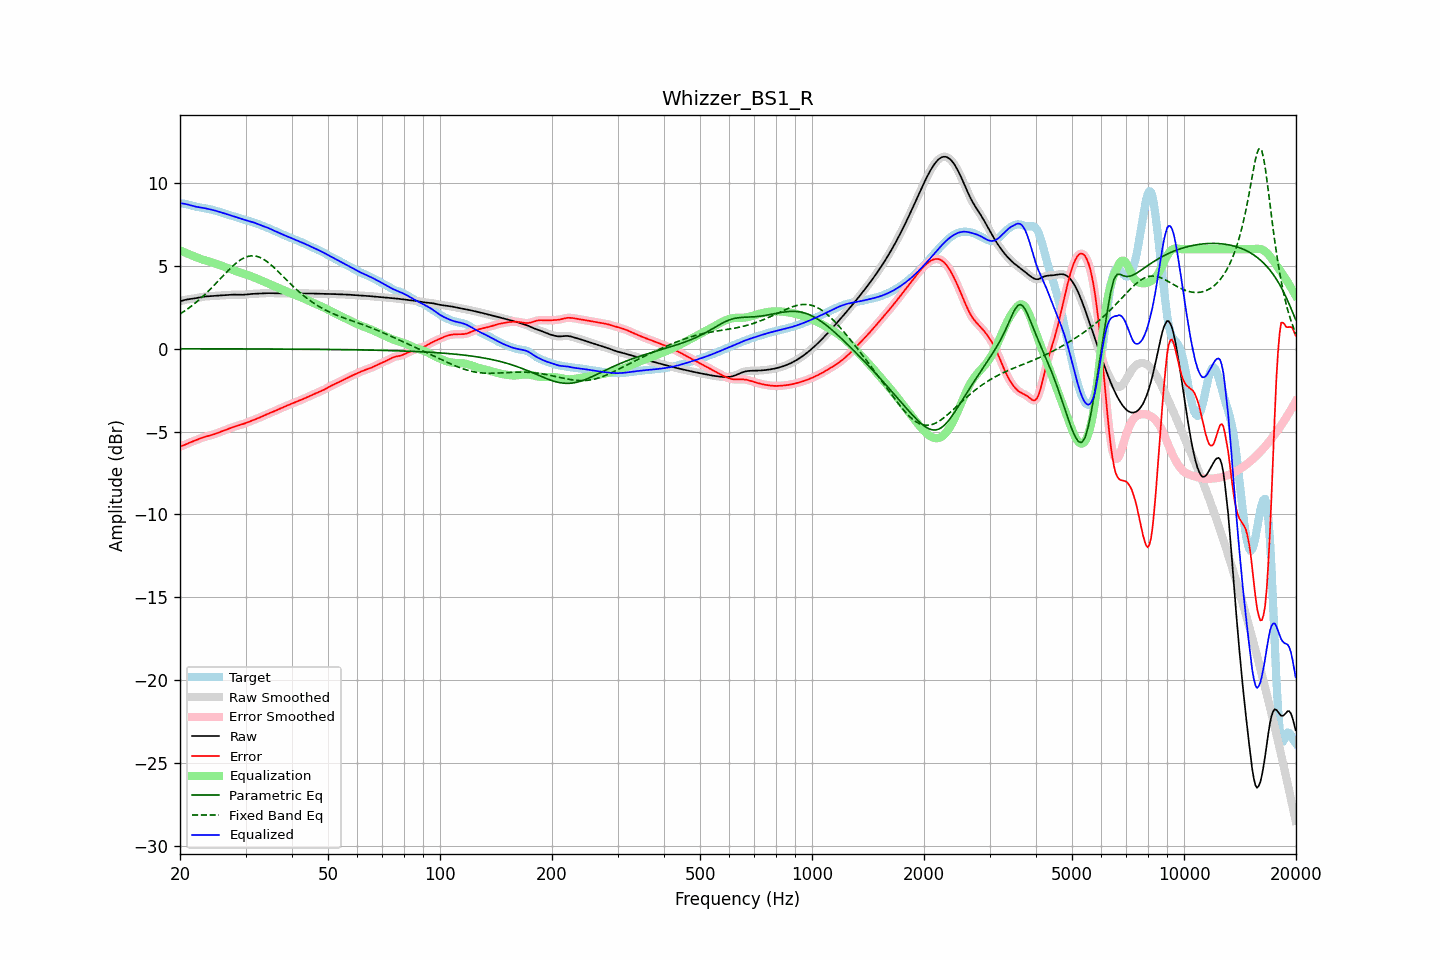 Whizzer_BS1_R
Amplitude (dBr)
10
5
0
−5
−10
−15
−20
−25
−30
Target
Raw Smoothed
Error Smoothed
Raw
Error
Equalization
Parametric Eq
Fixed Band Eq
Equalized
20 50 100 200 500 1000 2000 5000 10000 20000
Frequency (Hz)